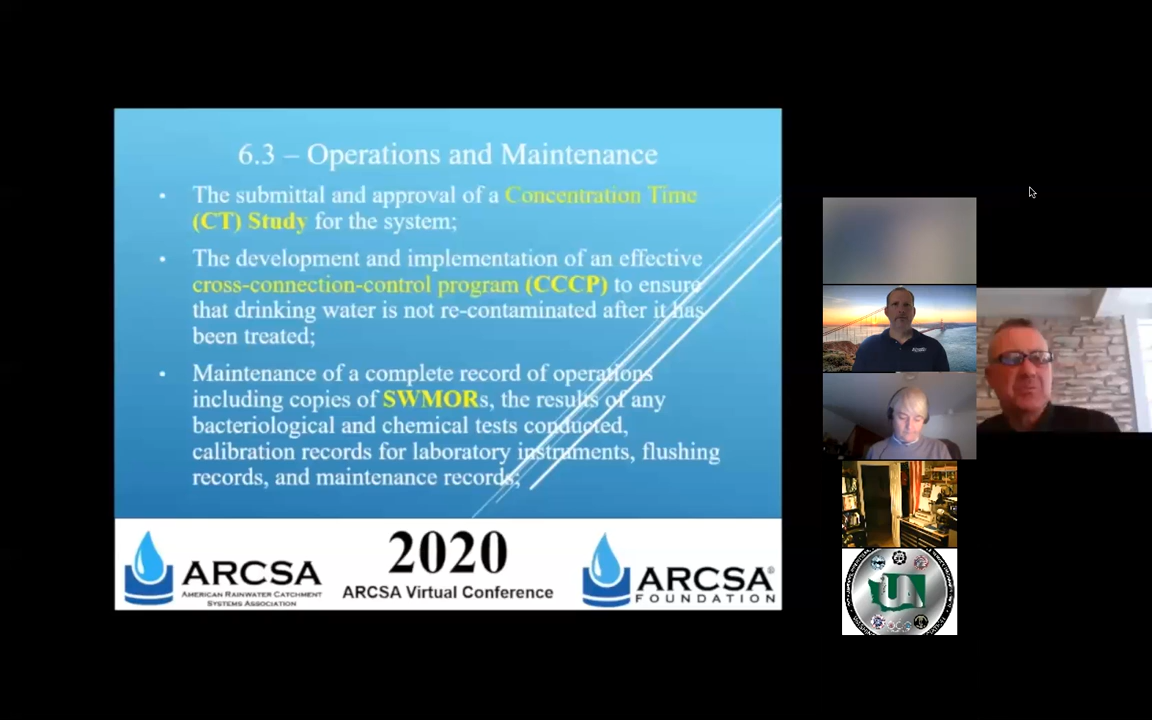 6.3 – Operations and Maintenance
• The submittal and approval of a Concentration Time
(CT) Study for the system;
• The development and implementation of an effective
cross-connection-control program (CCCP) to ensure
that drinking water is not re-contaminated after it has
been treated;
• Maintenance of a complete record of operations
including copies of SWMORs, the results of any
bacteriological and chemical tests conducted,
calibration records for laboratory instruments, flushing
records, and maintenance records;
ARCSA
AMERICAN RAINWATER CATCHMENT
SYSTEMS ASSOCIATION
2020
ARCSA Virtual Conference
ARCSA®
FOUNDATION